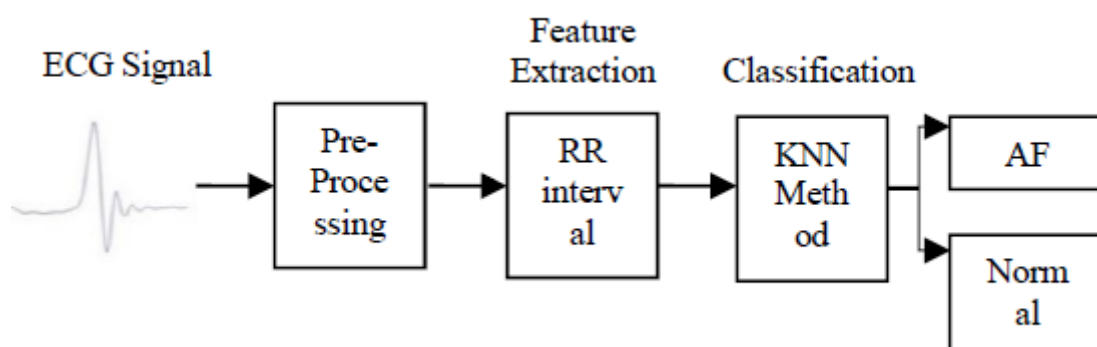 ECG Signal
Pre-
Proce
ssing
Feature
Extraction
RR
interv
al
Classification
KNN
Meth
od
AF
Norm
al